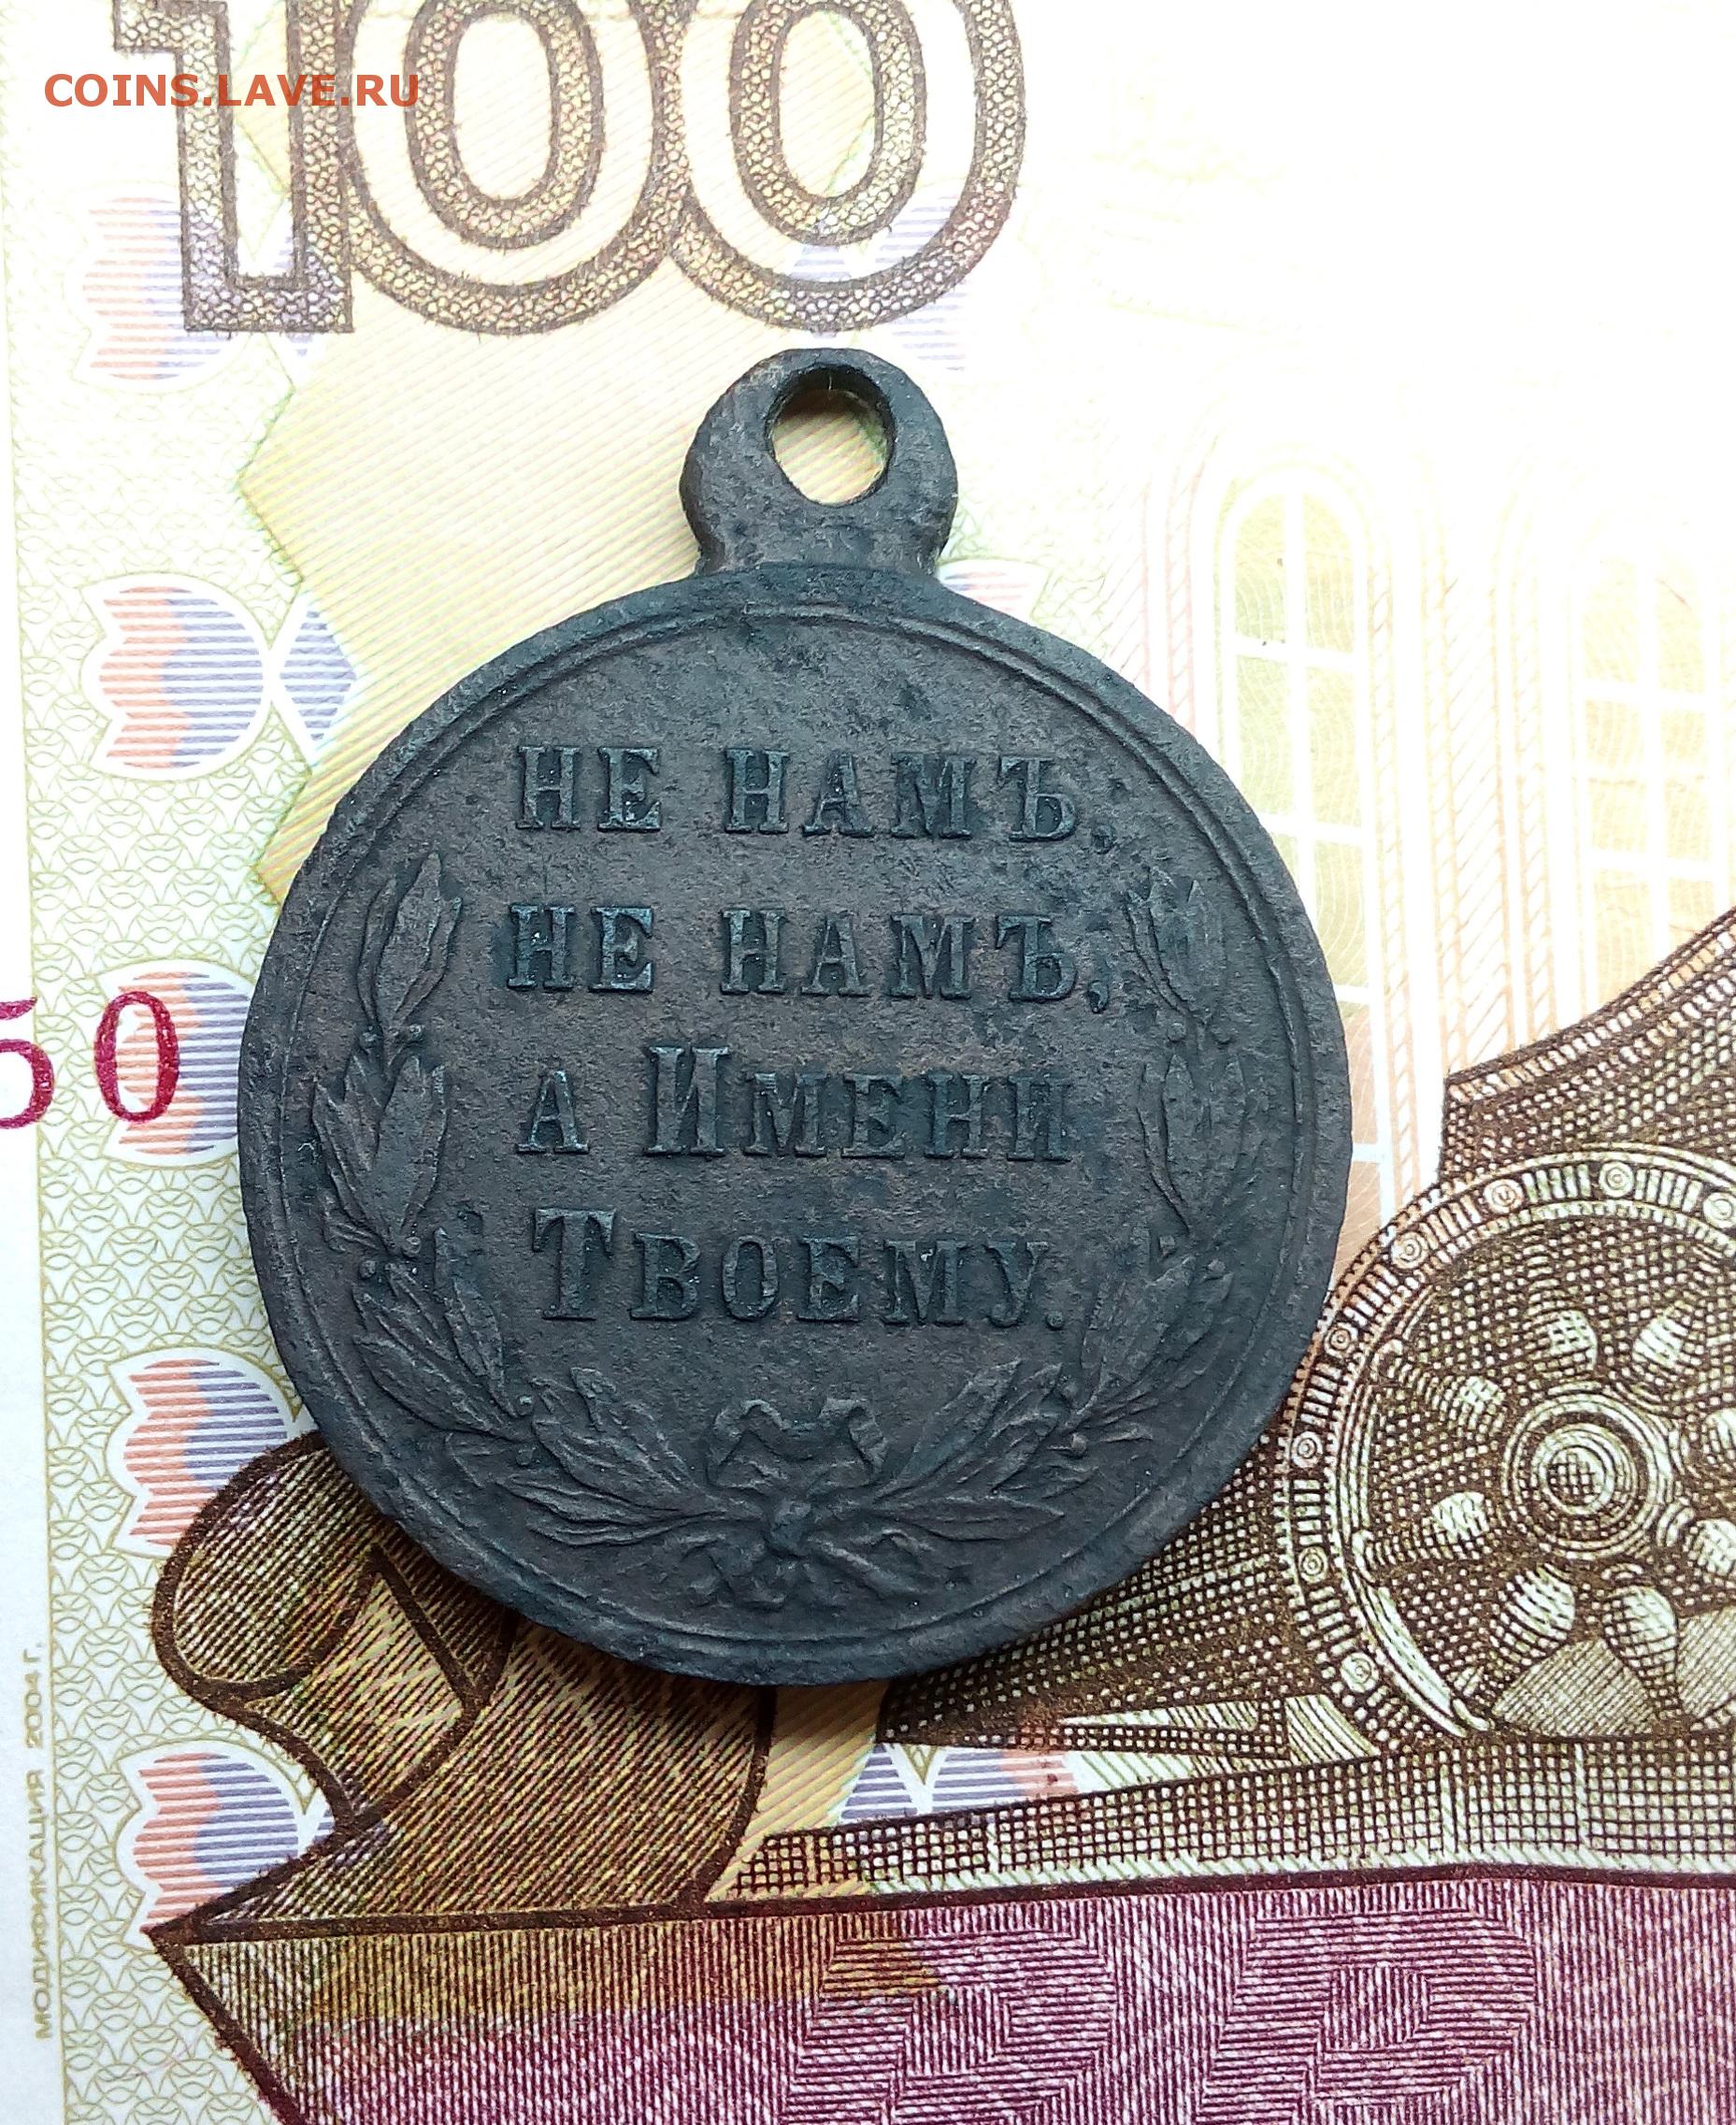 COINS.LAVE.RU
100
НЕ НАМЪ,
НЕ НАМЪ,
А ИМЕНИ
ТВОЕМУ.
50
МОДИФИКАЦИЯ 2004 Г.